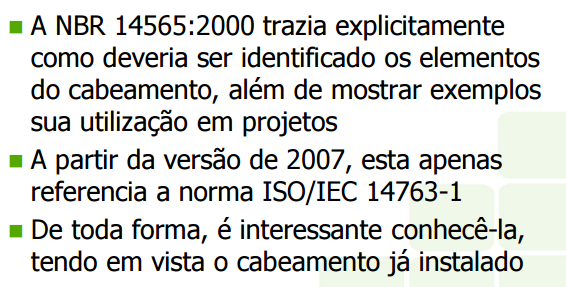 A NBR 14565:2000 trazia explicitamente
como deveria ser identificado os elementos
do cabeamento, além de mostrar exemplos
sua utilização em projetos
A partir da versão de 2007, esta apenas
referencia a norma ISO/IEC 14763-1
De toda forma, é interessante conhecê-la,
tendo em vista o cabeamento já instalado